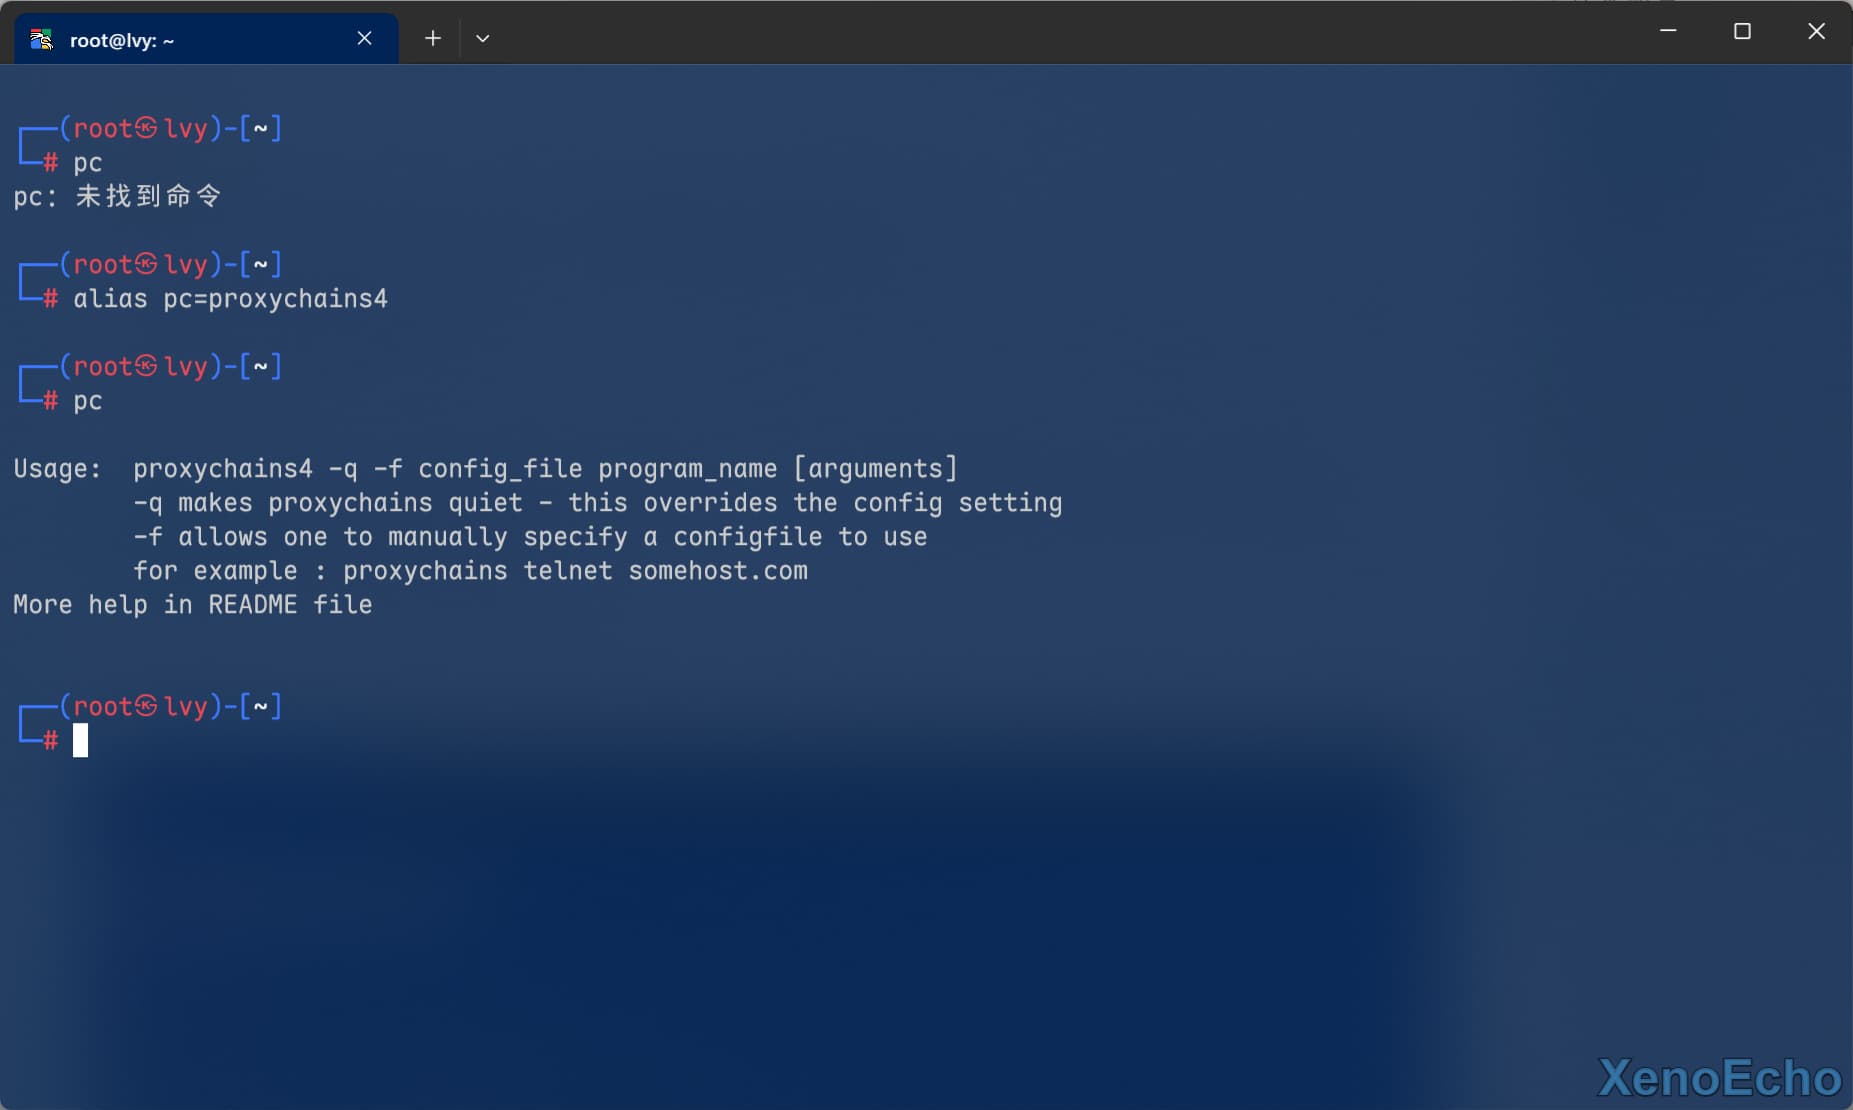 root@lvy: ~
┌──(root㉿lvy)-[~]
└─# pc
pc: 未找到命令
┌──(root㉿lvy)-[~]
└─# alias pc=proxychains4
┌──(root㉿lvy)-[~]
└─# pc
Usage:  proxychains4 -q -f config_file program_name [arguments]
-q makes proxychains quiet - this overrides the config setting
-f allows one to manually specify a configfile to use
for example : proxychains telnet somehost.com
More help in README file
┌──(root㉿lvy)-[~]
└─#
XenoEcho